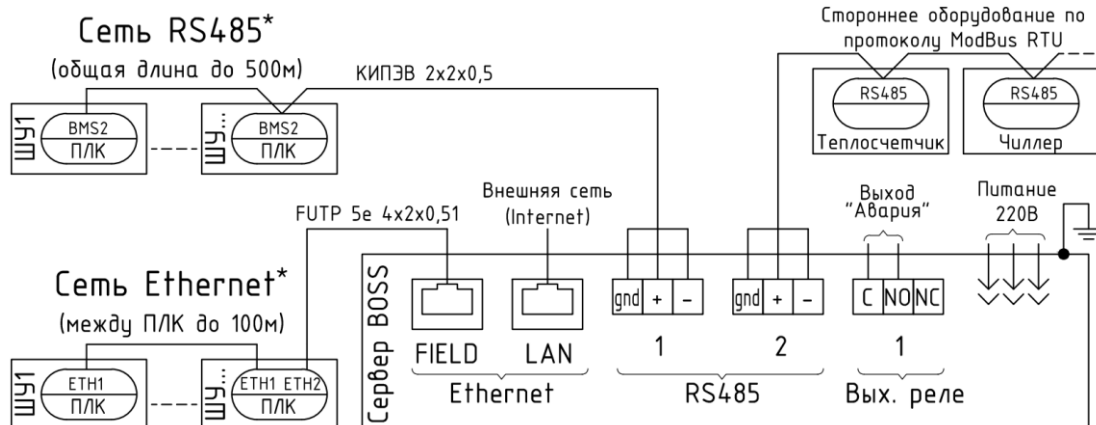 Сеть RS485*
(общая длина до 500м)
КИПЭВ 2х2х0,5
Стороннее оборудование по
протоколу ModBus RTU
ШУ1
BMS2
ПЛК
ШУ...
BMS2
ПЛК
RS485
Теплосчетчик
RS485
Чиллер
FUTP 5e 4x2x0,51
Внешняя сеть
(Internet)
Выход
"Авария"
Питание
220В
Сеть Ethernet*
(между ПЛК до 100м)
ШУ1
ETH1
ПЛК
ШУ...
ETH1 ETH2
ПЛК
Сервер BOSS
FIELD
LAN
Ethernet
gnd + -
1
gnd + -
2
RS485
C NO NC
1
Вых. реле